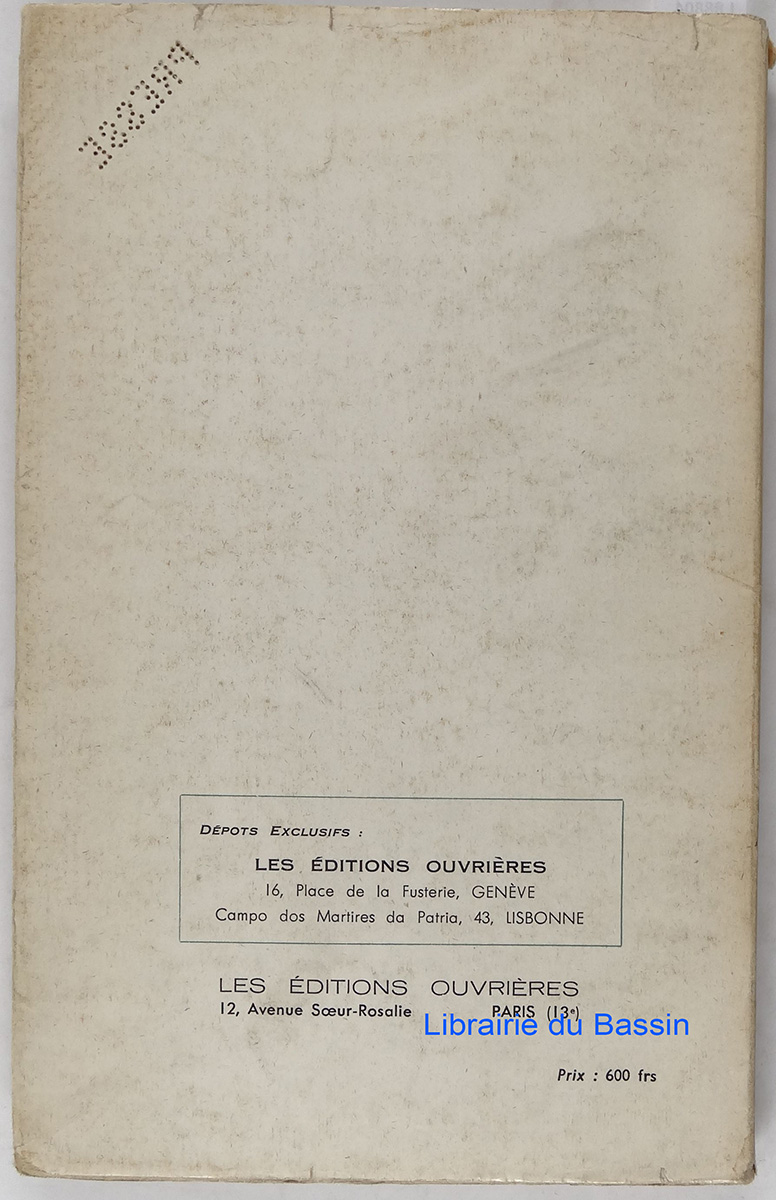 PRESSE
DÉPOTS EXCLUSIFS :
LES ÉDITIONS OUVRIÈRES
16, Place de la Fusterie, GENÈVE
Campo dos Martires da Patria, 43, LISBONNE
LES ÉDITIONS OUVRIÈRES
12, Avenue Sœur-Rosalie PARIS (13e)
Librairie du Bassin
Prix : 600 frs